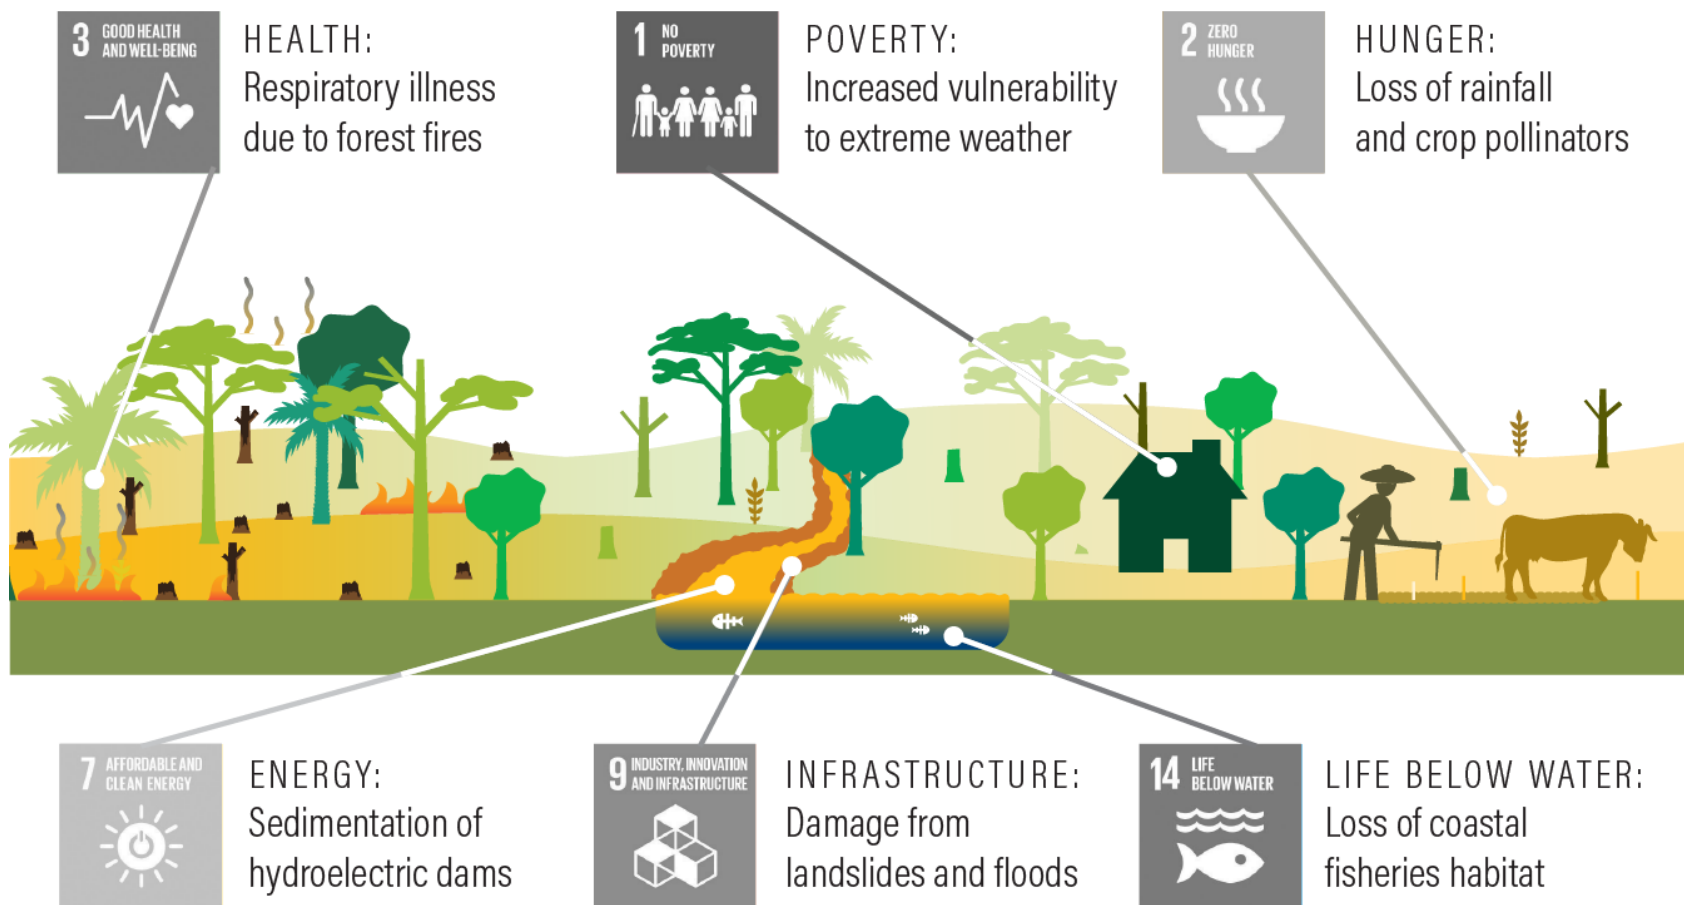 3 GOOD HEALTH
AND WELL-BEING
HEALTH:
Respiratory illness
due to forest fires
1 NO
POVERTY
POVERTY:
Increased vulnerability
to extreme weather
2 ZERO
HUNGER
HUNGER:
Loss of rainfall
and crop pollinators
7 AFFORDABLE AND
CLEAN ENERGY
ENERGY:
Sedimentation of
hydroelectric dams
9 INDUSTRY, INNOVATION
AND INFRASTRUCTURE
INFRASTRUCTURE:
Damage from
landslides and floods
14 LIFE
BELOW WATER
LIFE BELOW WATER:
Loss of coastal
fisheries habitat